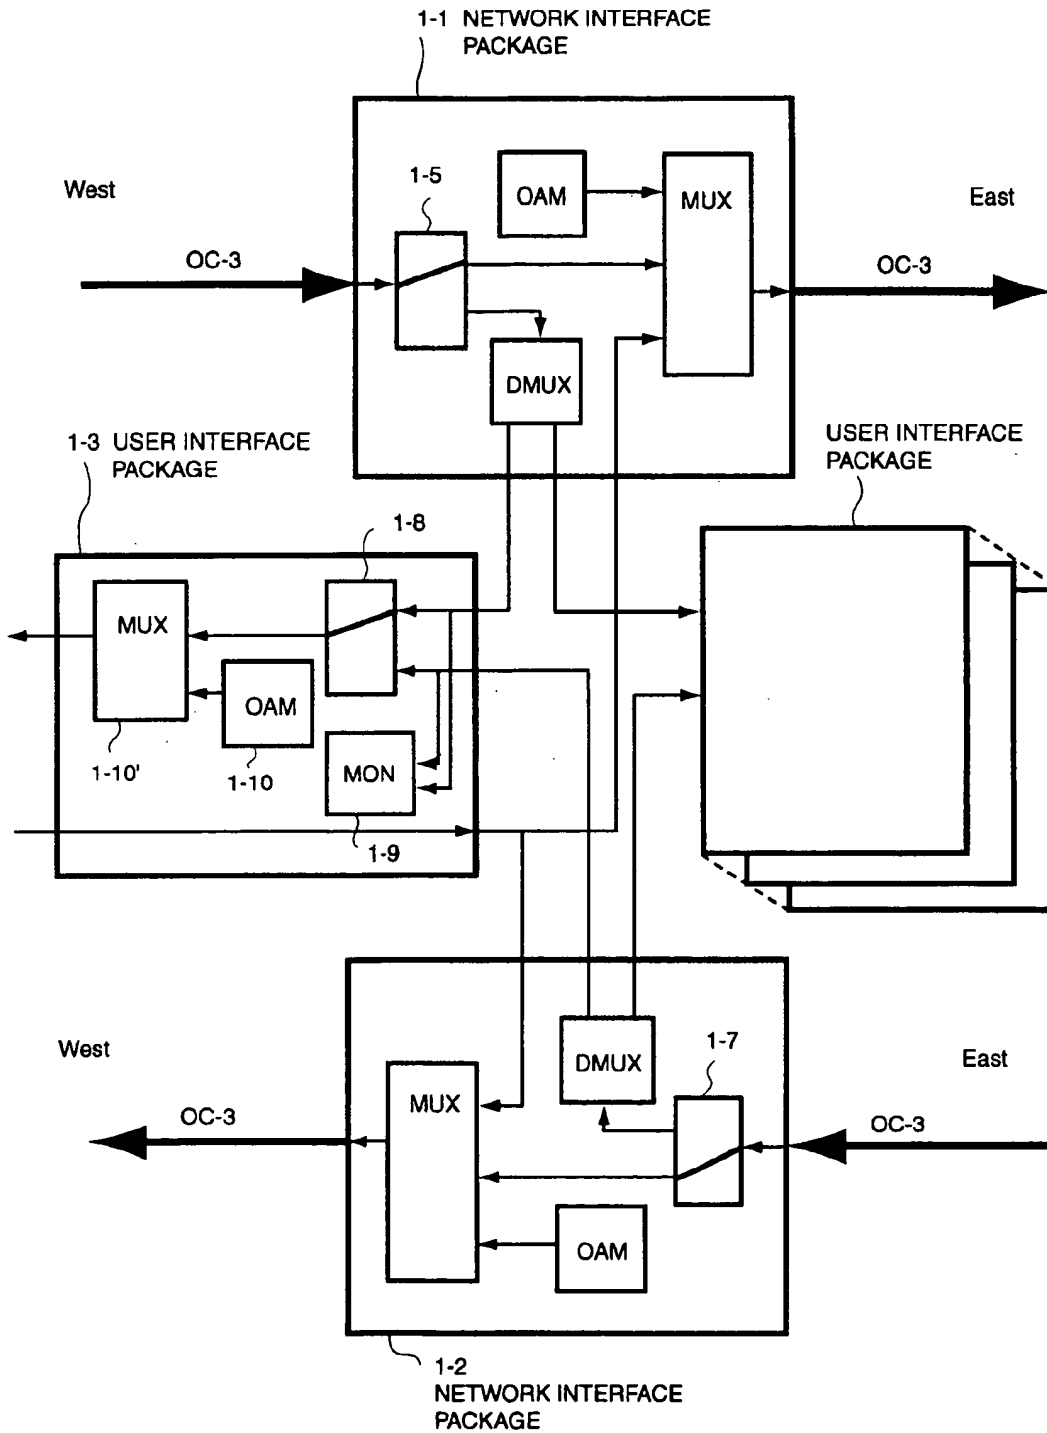 1-1 NETWORK INTERFACE
PACKAGE
West
1-5
OAM
MUX
East
OC-3
OC-3
DMUX
1-3 USER INTERFACE
PACKAGE
USER INTERFACE
PACKAGE
1-8
MUX
OAM
1-10'
1-10
MON
1-9
West
1-7
East
DMUX
MUX
OC-3
OC-3
OAM
1-2
NETWORK INTERFACE
PACKAGE